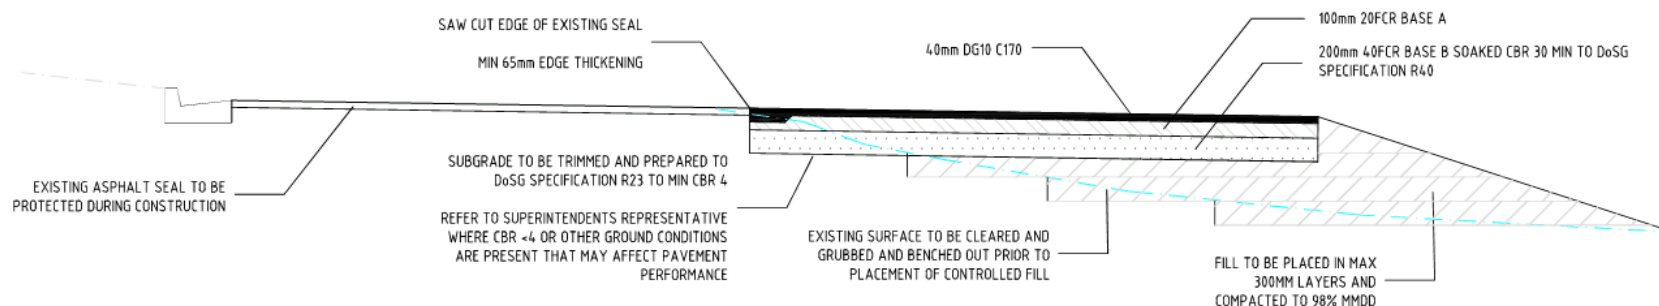 SAW CUT EDGE OF EXISTING SEAL
MIN 65mm EDGE THICKENING
40mm DG10 C170
100mm 20FCR BASE A
200mm 40FCR BASE B SOAKED CBR 30 MIN TO DoSG
SPECIFICATION R40
EXISTING ASPHALT SEAL TO BE
PROTECTED DURING CONSTRUCTION
SUBGRADE TO BE TRIMMED AND PREPARED TO
DoSG SPECIFICATION R23 TO MIN CBR 4
REFER TO SUPERINTENDENTS REPRESENTATIVE
WHERE CBR <4 OR OTHER GROUND CONDITIONS
ARE PRESENT THAT MAY AFFECT PAVEMENT
PERFORMANCE
EXISTING SURFACE TO BE CLEARED AND
GRUBBED AND BENCHED OUT PRIOR TO
PLACEMENT OF CONTROLLED FILL
FILL TO BE PLACED IN MAX
300MM LAYERS AND
COMPACTED TO 98% MMDD